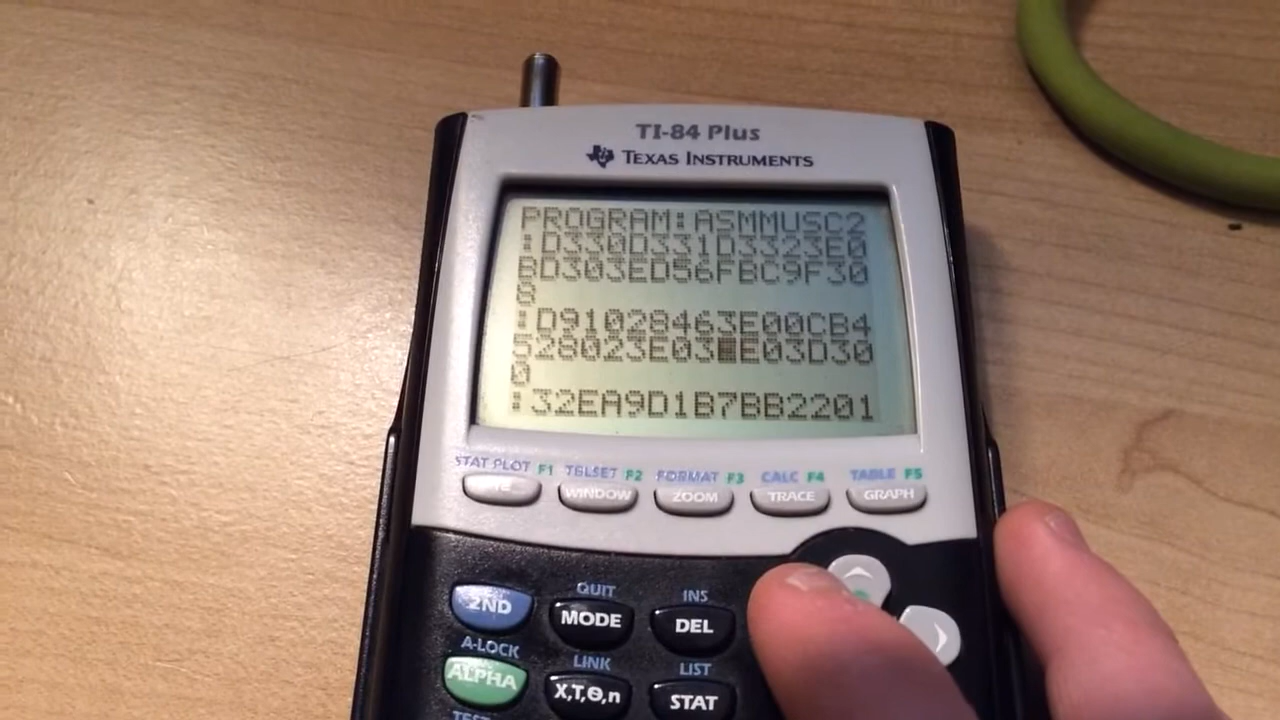 TI-84 Plus
TEXAS INSTRUMENTS
PROGRAM:ASMMUSC2
:D330D331D3323E0
BD303ED56FBC9F30
8
:D91028463E00CB4
528023E03 E03D30
0
:32EA9D1B7BB2201
STAT PLOT F1 TBLSET F2 FORMAT F3 CALC F4 TABLE F5
WINDOW ZOOM TRACE GRAPH
QUIT INS
2ND MODE DEL
A-LOCK LINK LIST
ALPHA X,T,Θ,n STAT